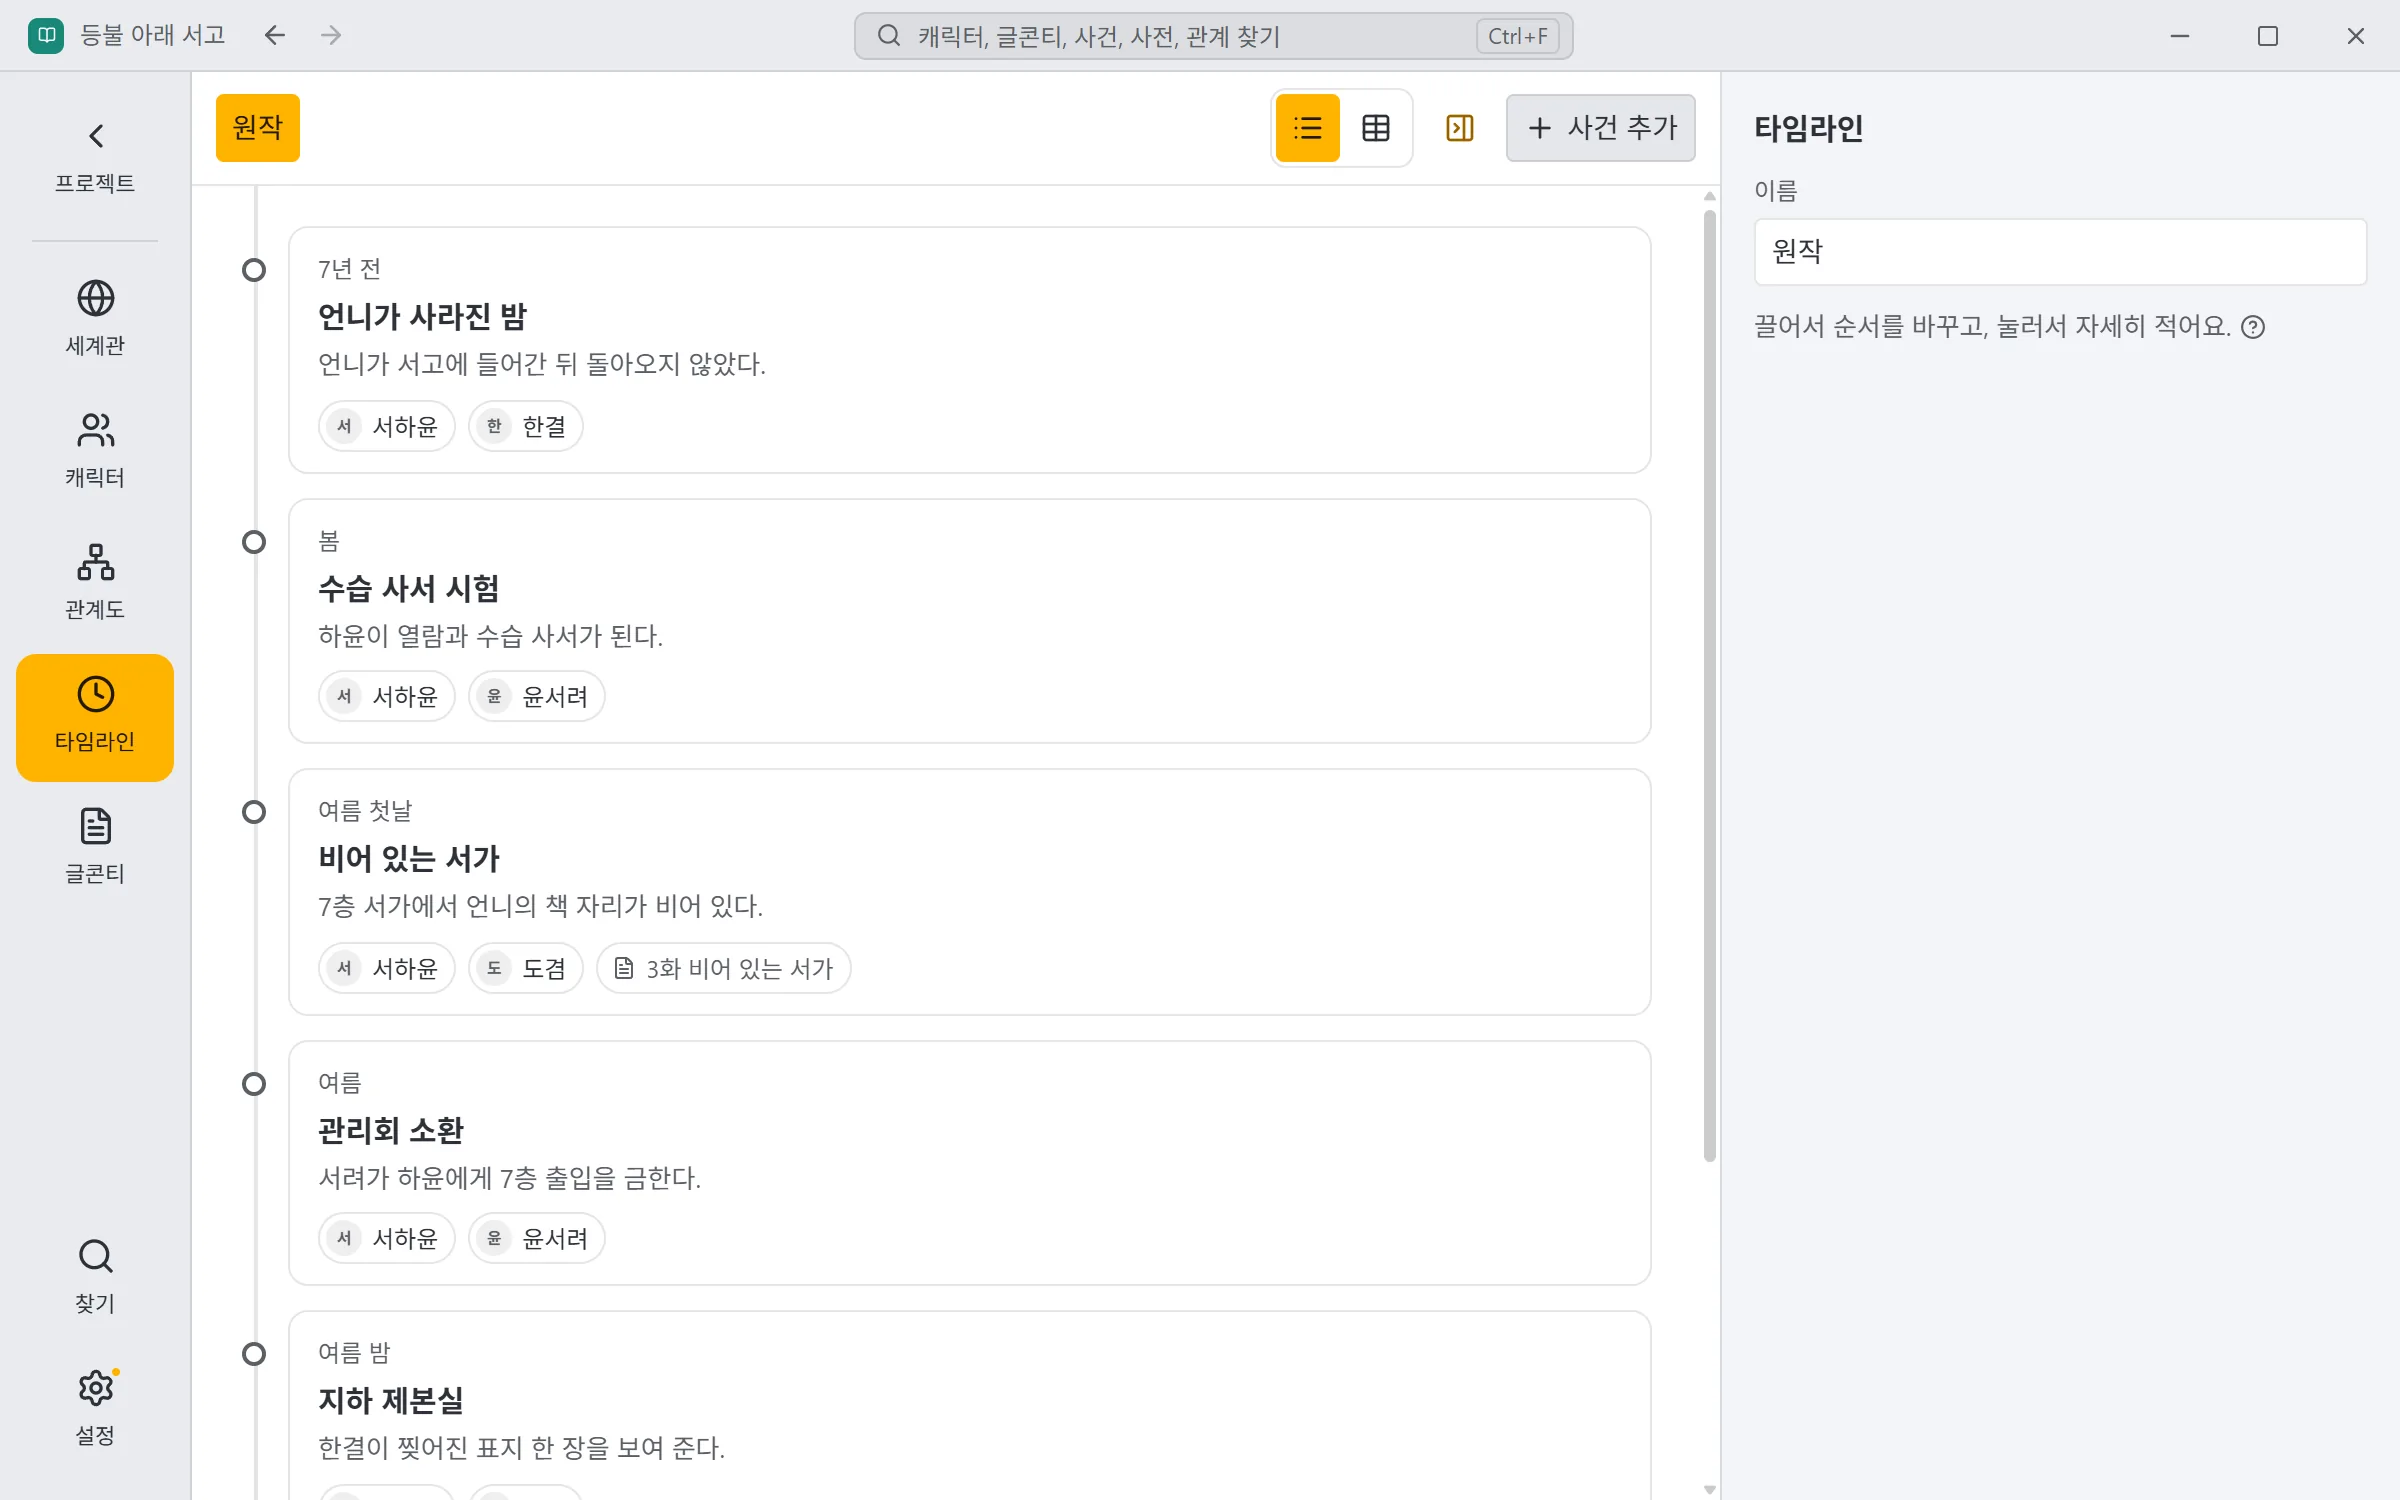 등불 아래 서고
캐릭터, 글콘티, 사건, 사전, 관계 찾기
Ctrl+F
프로젝트
세계관
캐릭터
관계도
타임라인
글콘티
찾기
설정
원작
사건 추가
7년 전
언니가 사라진 밤
언니가 서고에 들어간 뒤 돌아오지 않았다.
서 서하윤 한 한결
봄
수습 사서 시험
하윤이 열람과 수습 사서가 된다.
서 서하윤 윤 윤서려
여름 첫날
비어 있는 서가
7층 서가에서 언니의 책 자리가 비어 있다.
서 서하윤 도 도겸 3화 비어 있는 서가
여름
관리회 소환
서려가 하윤에게 7층 출입을 금한다.
서 서하윤 윤 윤서려
여름 밤
지하 제본실
한결이 찢어진 표지 한 장을 보여 준다.
타임라인
이름
원작
끌어서 순서를 바꾸고, 눌러서 자세히 적어요.